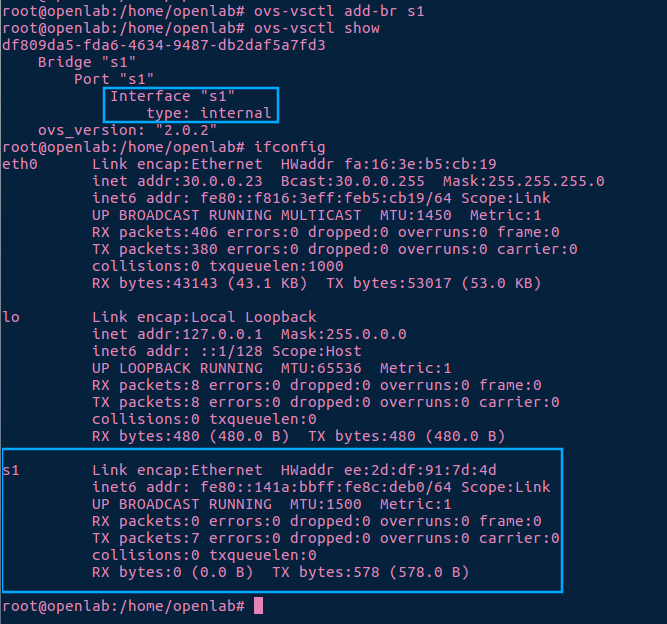 root@openlab:/home/openlab# ovs-vsctl add-br s1
root@openlab:/home/openlab# ovs-vsctl show
df809da5-fda6-4634-9487-db2daf5a7fd3
    Bridge "s1"
        Port "s1"
            Interface "s1"
                type: internal
    ovs_version: "2.0.2"
root@openlab:/home/openlab# ifconfig
eth0      Link encap:Ethernet  HWaddr fa:16:3e:b5:cb:19
          inet addr:30.0.0.23  Bcast:30.0.0.255  Mask:255.255.255.0
          inet6 addr: fe80::f816:3eff:feb5:cb19/64 Scope:Link
          UP BROADCAST RUNNING MULTICAST  MTU:1450  Metric:1
          RX packets:406 errors:0 dropped:0 overruns:0 frame:0
          TX packets:380 errors:0 dropped:0 overruns:0 carrier:0
          collisions:0 txqueuelen:1000
          RX bytes:43143 (43.1 KB)  TX bytes:53017 (53.0 KB)

lo        Link encap:Local Loopback
          inet addr:127.0.0.1  Mask:255.0.0.0
          inet6 addr: ::1/128 Scope:Host
          UP LOOPBACK RUNNING  MTU:65536  Metric:1
          RX packets:8 errors:0 dropped:0 overruns:0 frame:0
          TX packets:8 errors:0 dropped:0 overruns:0 carrier:0
          collisions:0 txqueuelen:0
          RX bytes:480 (480.0 B)  TX bytes:480 (480.0 B)

s1        Link encap:Ethernet  HWaddr ee:2d:df:91:7d:4d
          inet6 addr: fe80::141a:bbff:fe8c:deb0/64 Scope:Link
          UP BROADCAST RUNNING  MTU:1500  Metric:1
          RX packets:0 errors:0 dropped:0 overruns:0 frame:0
          TX packets:7 errors:0 dropped:0 overruns:0 carrier:0
          collisions:0 txqueuelen:0
          RX bytes:0 (0.0 B)  TX bytes:578 (578.0 B)

root@openlab:/home/openlab#